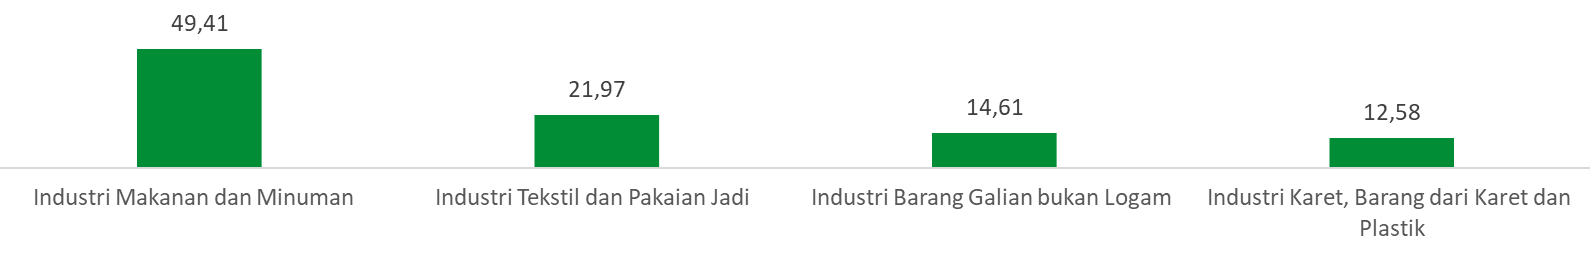 49,41
21,97
14,61
12,58
Industri Makanan dan Minuman
Industri Tekstil dan Pakaian Jadi
Industri Barang Galian bukan Logam
Industri Karet, Barang dari Karet dan
Plastik